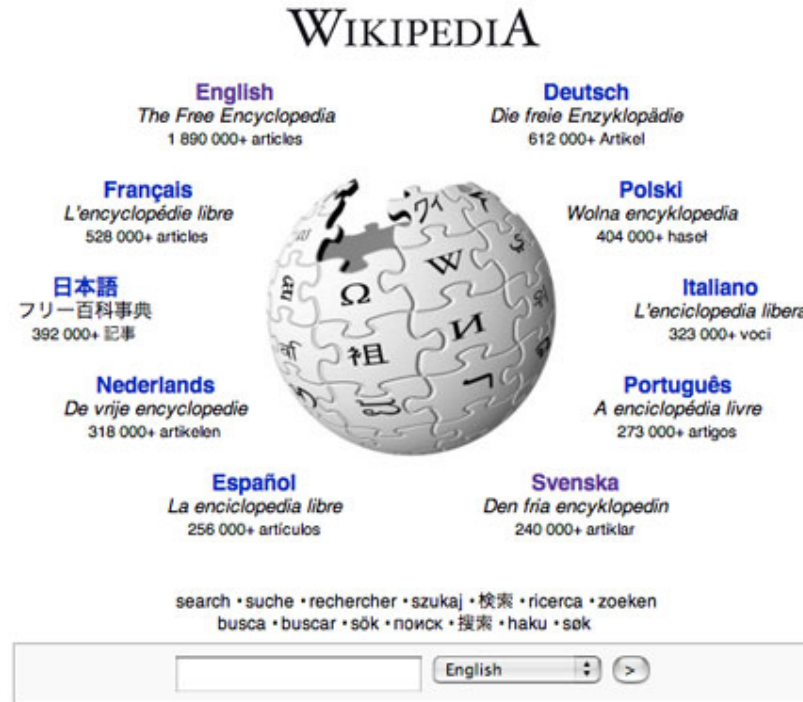 WIKIPEDIA
English
The Free Encyclopedia
1 890 000+ articles
Deutsch
Die freie Enzyklopädie
612 000+ Artikel
Français
L'encyclopédie libre
528 000+ articles
Polski
Wolna encyklopedia
404 000+ haseł
日本語
フリー百科事典
392 000+ 記事
Italiano
L'enciclopedia libera
323 000+ voci
Nederlands
De vrije encyclopedie
318 000+ artikelen
Português
A enciclopédia livre
273 000+ artigos
Español
La enciclopedia libre
256 000+ artículos
Svenska
Den fria encyklopedin
240 000+ artiklar
Ω
W
祖
И
search • suche • rechercher • szukaj • 検索 • ricerca • zoeken
busca • buscar • sök • поиск • 搜索 • haku • søk
English >